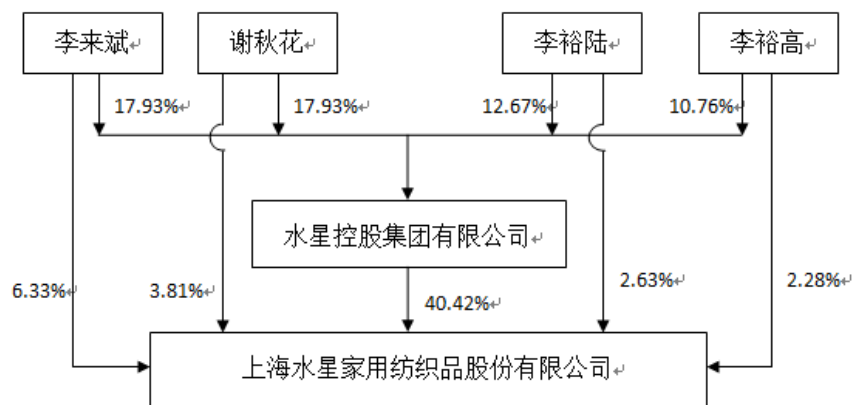 李来斌
谢秋花
李裕陆
李裕高
17.93%
17.93%
12.67%
10.76%
水星控股集团有限公司
6.33%
3.81%
40.42%
2.63%
2.28%
上海水星家用纺织品股份有限公司